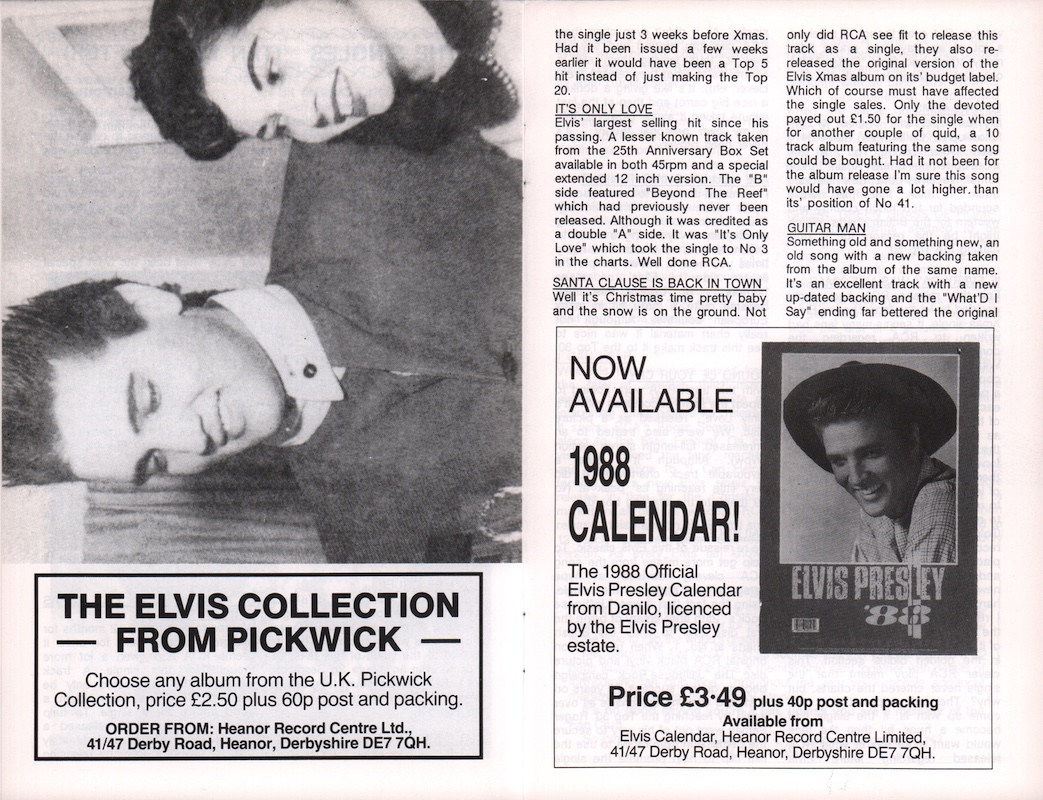 THE ELVIS COLLECTION
FROM PICKWICK
Choose any album from the U.K. Pickwick
Collection, price £2.50 plus 60p post and packing.
ORDER FROM: Heanor Record Centre Ltd.,
41/47 Derby Road, Heanor, Derbyshire DE7 7QH.
the single just 3 weeks before Xmas.
Had it been issued a few weeks
earlier it would have been a Top 5
hit instead of just making the Top
20.
IT'S ONLY LOVE
Elvis' largest selling hit since his
passing. A lesser known track taken
from the 25th Anniversary Box Set
available in both 45rpm and a special
extended 12 inch version. The "B"
side featured "Beyond The Reef"
which had previously never been
released. Although it was credited as
a double "A" side. It was "It's Only
Love" which took the single to No 3
in the charts. Well done RCA.
SANTA CLAUSE IS BACK IN TOWN
Well it's Christmas time pretty baby
and the snow is on the ground. Not
only did RCA see fit to release this
track as a single, they also re-
released the original version of the
Elvis Xmas album on its' budget label.
Which of course must have affected
the single sales. Only the devoted
payed out £1.50 for the single when
for another couple of quid, a 10
track album featuring the same song
could be bought. Had it not been for
the album release I'm sure this song
would have gone a lot higher. than
its' position of No 41.
GUITAR MAN
Something old and something new, an
old song with a new backing taken
from the album of the same name.
It's an excellent track with a new
up-dated backing and the "What'D I
Say" ending far bettered the original
NOW
AVAILABLE
1988
CALENDAR!
The 1988 Official
Elvis Presley Calendar
from Danilo, licenced
by the Elvis Presley
estate.
ELVIS PRESLEY
'88
Price £3·49 plus 40p post and packing
Available from
Elvis Calendar, Heanor Record Centre Limited,
41/47 Derby Road, Heanor, Derbyshire DE7 7QH.